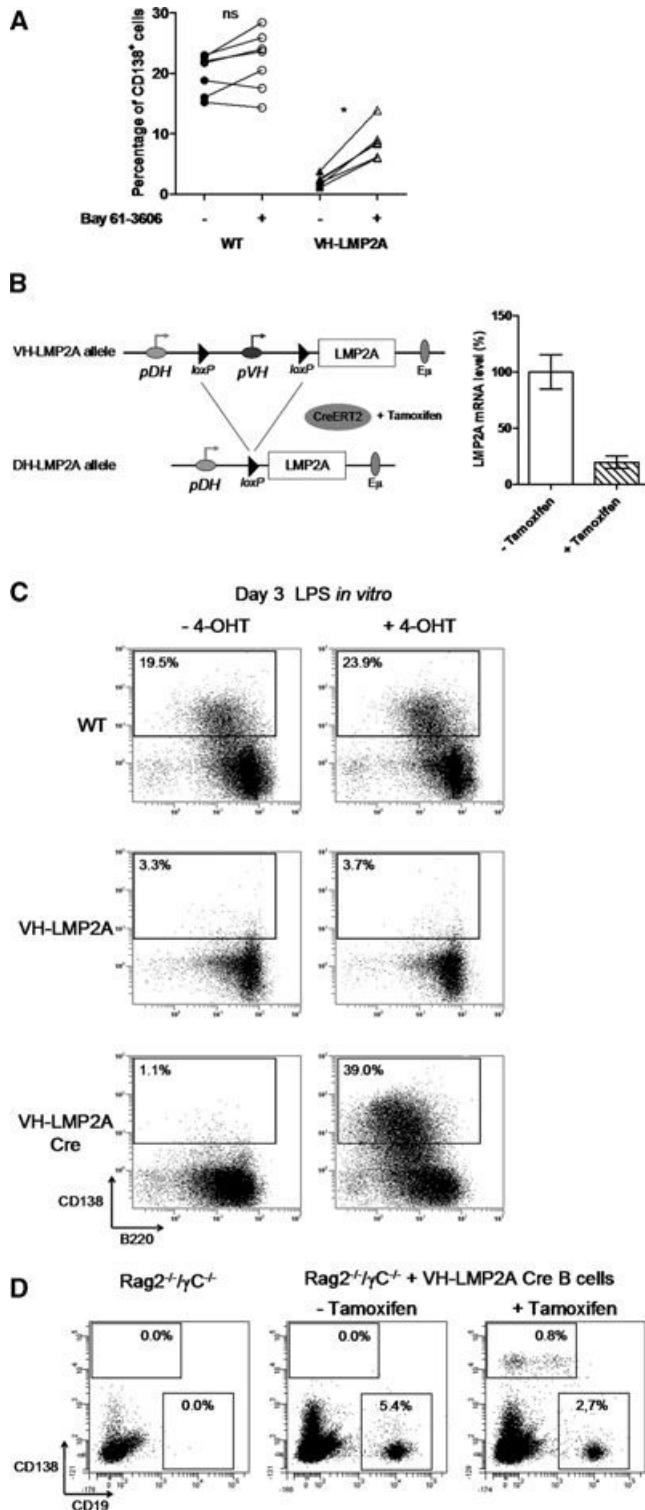 A
ns
30
20
10
0
Percentage of CD138+ cells
*
Bay 61-3606 - + - +
WT VH-LMP2A
B
VH-LMP2A allele
pDH loxP pVH loxP LMP2A Eμ
CreERT2 + Tamoxifen
DH-LMP2A allele
pDH loxP LMP2A Eμ
LMP2A mRNA level (%)
150
100
50
0
- Tamoxifen + Tamoxifen
C
Day 3 LPS in vitro
- 4-OHT + 4-OHT
WT
19.5% 23.9%
VH-LMP2A
3.3% 3.7%
VH-LMP2A
Cre
1.1% 39.0%
CD138
B220
D
Rag2-/-/γC-/- Rag2-/-/γC-/- + VH-LMP2A Cre B cells
- Tamoxifen + Tamoxifen
0.0% 0.0% 0.8%
0.0% 5.4% 2,7%
CD138
CD19